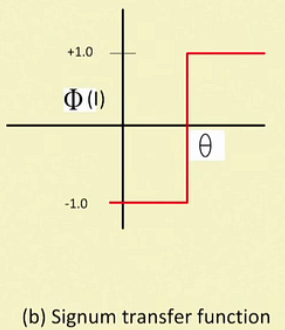 +1.0
Φ (I)
θ
-1.0
(b) Signum transfer function